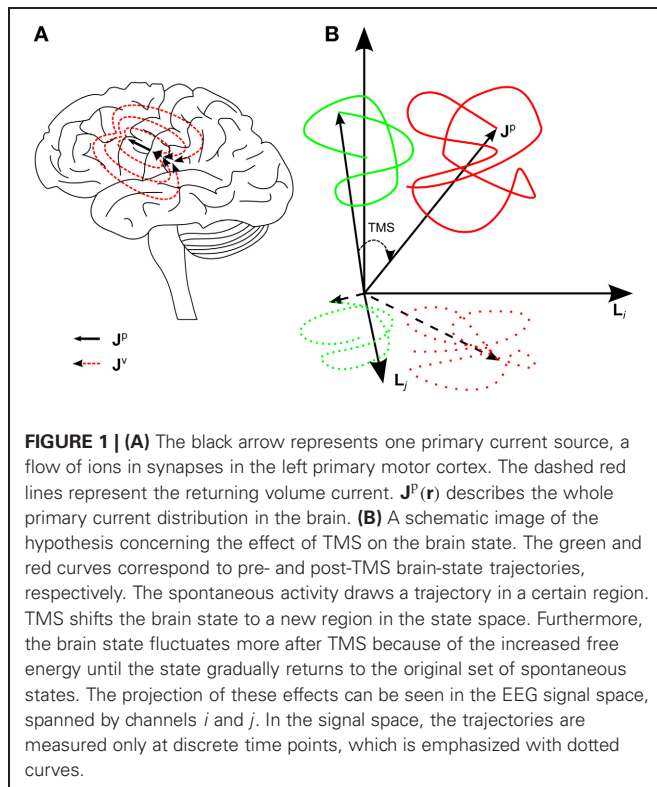 A
B
J^p
TMS
L_i
J^p
J^v
L_j
FIGURE 1 | (A) The black arrow represents one primary current source, a
flow of ions in synapses in the left primary motor cortex. The dashed red
lines represent the returning volume current. J^p(r) describes the whole
primary current distribution in the brain. (B) A schematic image of the
hypothesis concerning the effect of TMS on the brain state. The green and
red curves correspond to pre- and post-TMS brain-state trajectories,
respectively. The spontaneous activity draws a trajectory in a certain region.
TMS shifts the brain state to a new region in the state space. Furthermore,
the brain state fluctuates more after TMS because of the increased free
energy until the state gradually returns to the original set of spontaneous
states. The projection of these effects can be seen in the EEG signal space,
spanned by channels i and j. In the signal space, the trajectories are
measured only at discrete time points, which is emphasized with dotted
curves.